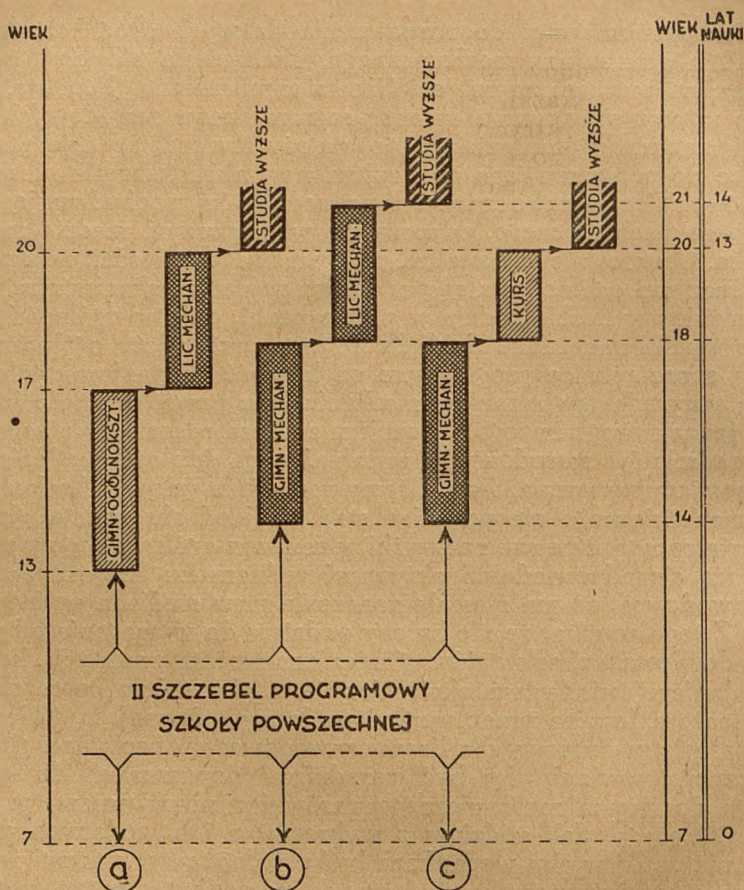 WIEK
WIEK
LAT
NAUKI
STUDIA WYŻSZE
STUDIA WYŻSZE
STUDIA WYŻSZE
21
14
20
20
13
LIC·MECHAN·
LIC·MECHAN·
KURS
18
17
GIMN·OGÓLNOKSZT·
GIMN·MECHAN·
GIMN·MECHAN·
14
13
II SZCZEBEL PROGRAMOWY
SZKOŁY POWSZECHNEJ
7
7
0
a
b
c